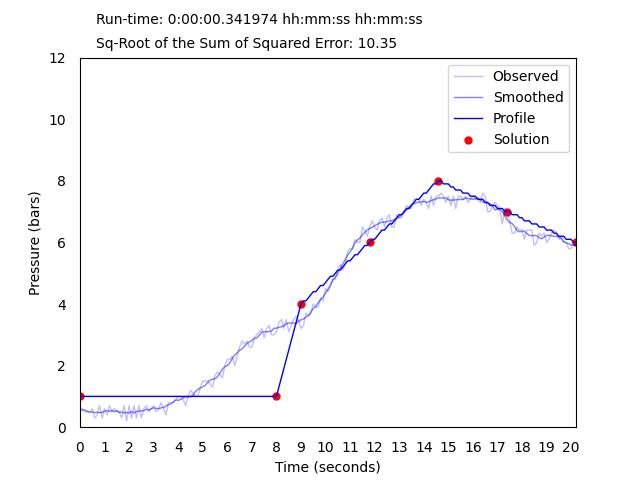 Run-time: 0:00:00.341974 hh:mm:ss hh:mm:ss
Sq-Root of the Sum of Squared Error: 10.35
Observed
Smoothed
Profile
Solution
Pressure (bars)
12
10
8
6
4
2
0
0 1 2 3 4 5 6 7 8 9 10 11 12 13 14 15 16 17 18 19 20
Time (seconds)